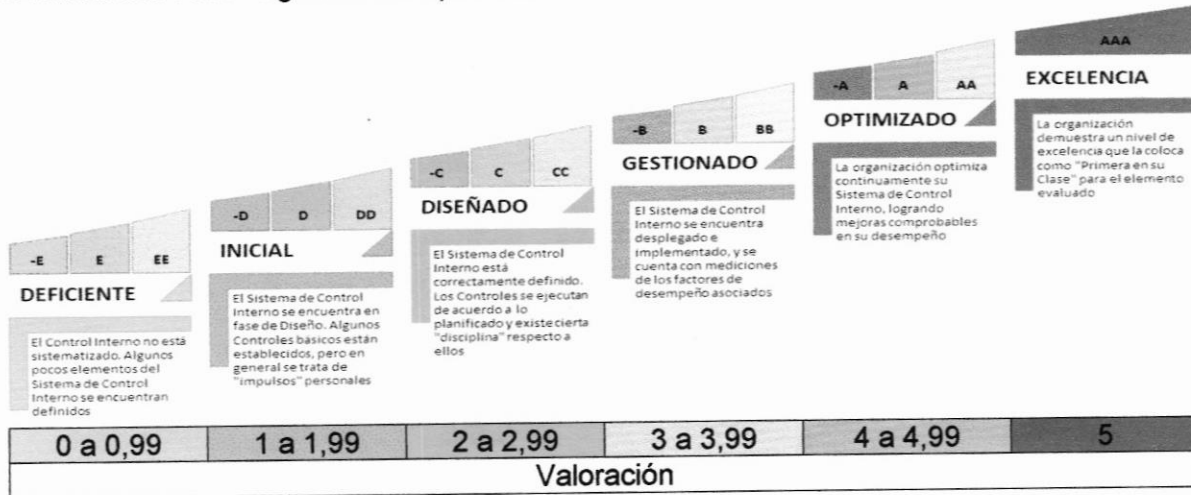 -E E EE
DEFICIENTE
El Control Interno no está
sistematizado. Algunos
pocos elementos del
Sistema de Control
Interno se encuentran
definidos
-D D DD
INICIAL
El Sistema de Control
Interno se encuentra en
fase de Diseño. Algunos
Controles básicos están
establecidos, pero en
general se trata de
"impulsos" personales
-C C CC
DISEÑADO
El Sistema de Control
Interno está
correctamente definido.
Los Controles se ejecutan
de acuerdo a lo
planificado y existe cierta
"disciplina" respecto a
ellos
-B B BB
GESTIONADO
El Sistema de Control
Interno se encuentra
desplegado e
implementado, y se
cuenta con mediciones
de los factores de
desempeño asociados
-A A AA
OPTIMIZADO
La organización optimiza
continuamente su
Sistema de Control
Interno, logrando
mejoras comprobables
en su desempeño
AAA
EXCELENCIA
La organización
demuestra un nivel de
excelencia que la coloca
como "Primera en su
Clase" para el elemento
evaluado
0 a 0,99 1 a 1,99 2 a 2,99 3 a 3,99 4 a 4,99 5
Valoración